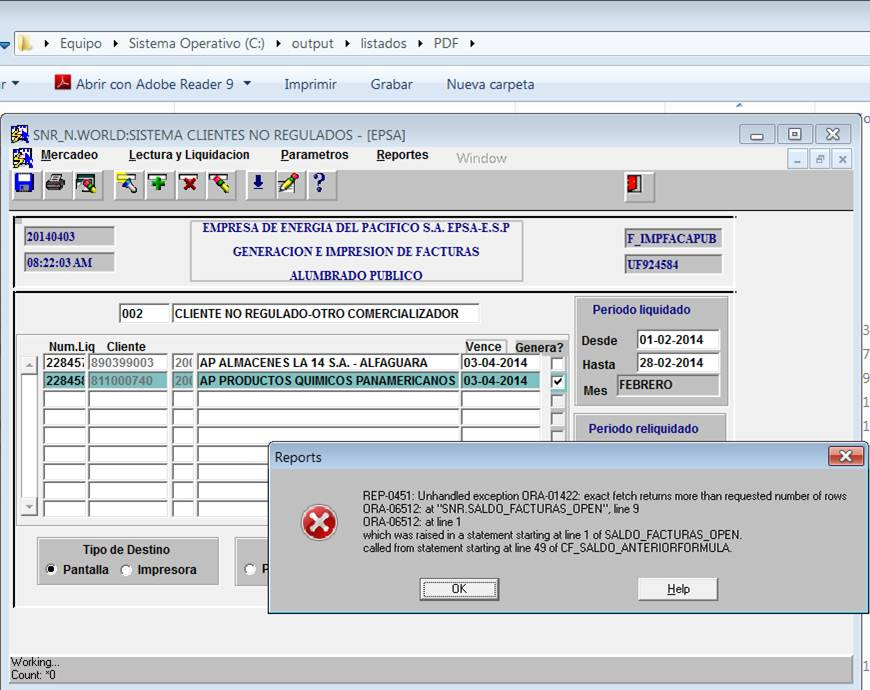 Equipo Sistema Operativo (C:) output listados PDF
Abrir con Adobe Reader 9 Imprimir Grabar Nueva carpeta
SNR_N.WORLD:SISTEMA CLIENTES NO REGULADOS - [EPSA]
Mercadeo Lectura y Liquidacion Parametros Reportes Window
20140403
08:22:03 AM
EMPRESA DE ENERGIA DEL PACIFICO S.A. EPSA-E.S.P
GENERACION E IMPRESION DE FACTURAS
ALUMBRADO PUBLICO
F_IMPFACAPUB
UF924584
002 CLIENTE NO REGULADO-OTRO COMERCIALIZADOR
Num.Liq Cliente Vence Genera?
22845 890399003 200 AP ALMACENES LA 14 S.A. - ALFAGUARA 03-04-2014
22845 811000740 200 AP PRODUCTOS QUIMICOS PANAMERICANOS 03-04-2014
Periodo liquidado
Desde 01-02-2014
Hasta 28-02-2014
Mes FEBRERO
Periodo reliquidado
Reports
REP-0451: Unhandled exception ORA-01422: exact fetch returns more than requested number of rows
ORA-06512: at "SNR.SALDO_FACTURAS_OPEN", line 9
ORA-06512: at line 1
which was raised in a statement starting at line 1 of SALDO_FACTURAS_OPEN.
called from statement starting at line 49 of CF_SALDO_ANTERIORFORMULA.
OK Help
Tipo de Destino
Pantalla Impresora
Working...
Count: *0